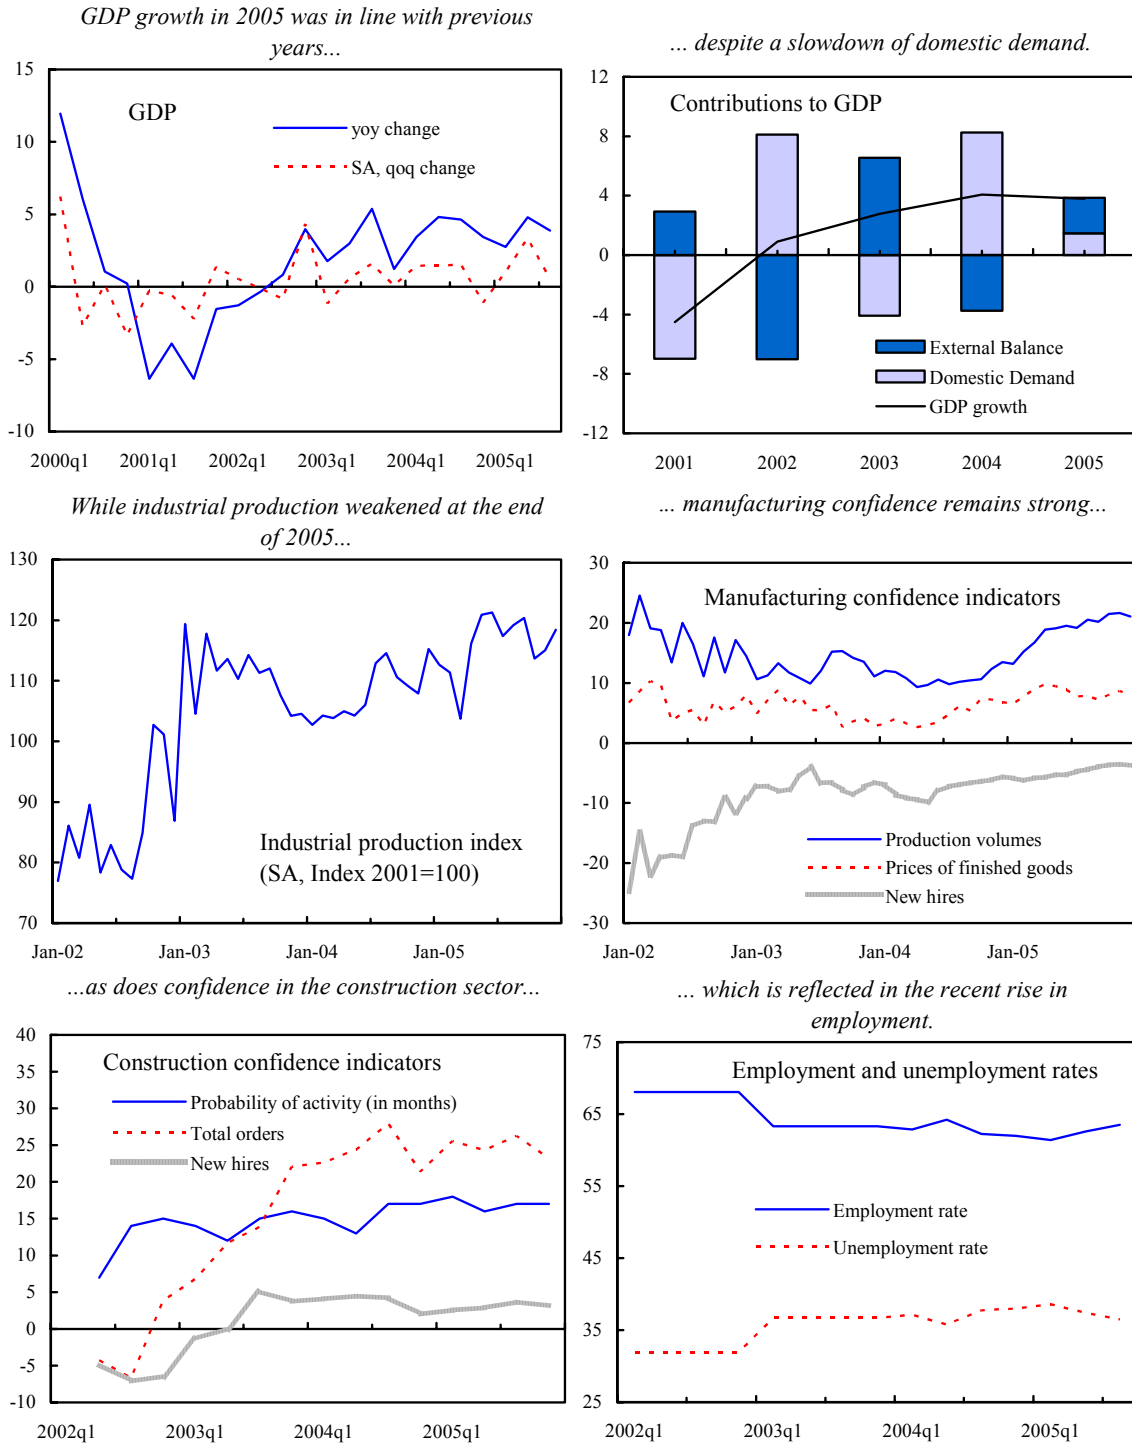 GDP growth in 2005 was in line with previous
years...
15
10
5
0
-5
-10
GDP
yoy change
SA, qoq change
2000q1 2001q1 2002q1 2003q1 2004q1 2005q1
... despite a slowdown of domestic demand.
12
8
4
0
-4
-8
-12
Contributions to GDP
External Balance
Domestic Demand
GDP growth
2001 2002 2003 2004 2005
While industrial production weakened at the end
of 2005...
130
120
110
100
90
80
70
Industrial production index
(SA, Index 2001=100)
Jan-02 Jan-03 Jan-04 Jan-05
... manufacturing confidence remains strong...
30
20
10
0
-10
-20
-30
Manufacturing confidence indicators
Production volumes
Prices of finished goods
New hires
Jan-02 Jan-03 Jan-04 Jan-05
...as does confidence in the construction sector...
40
35
30
25
20
15
10
5
0
-5
-10
Construction confidence indicators
Probability of activity (in months)
Total orders
New hires
2002q1 2003q1 2004q1 2005q1
... which is reflected in the recent rise in
employment.
75
65
55
45
35
25
Employment and unemployment rates
Employment rate
Unemployment rate
2002q1 2003q1 2004q1 2005q1